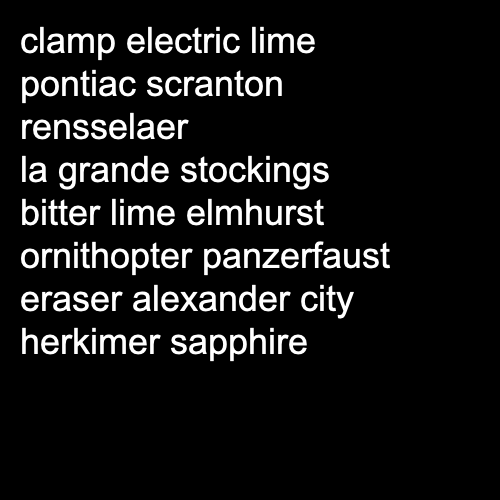 clamp electric lime
pontiac scranton
rensselaer
la grande stockings
bitter lime elmhurst
ornithopter panzerfaust
eraser alexander city
herkimer sapphire